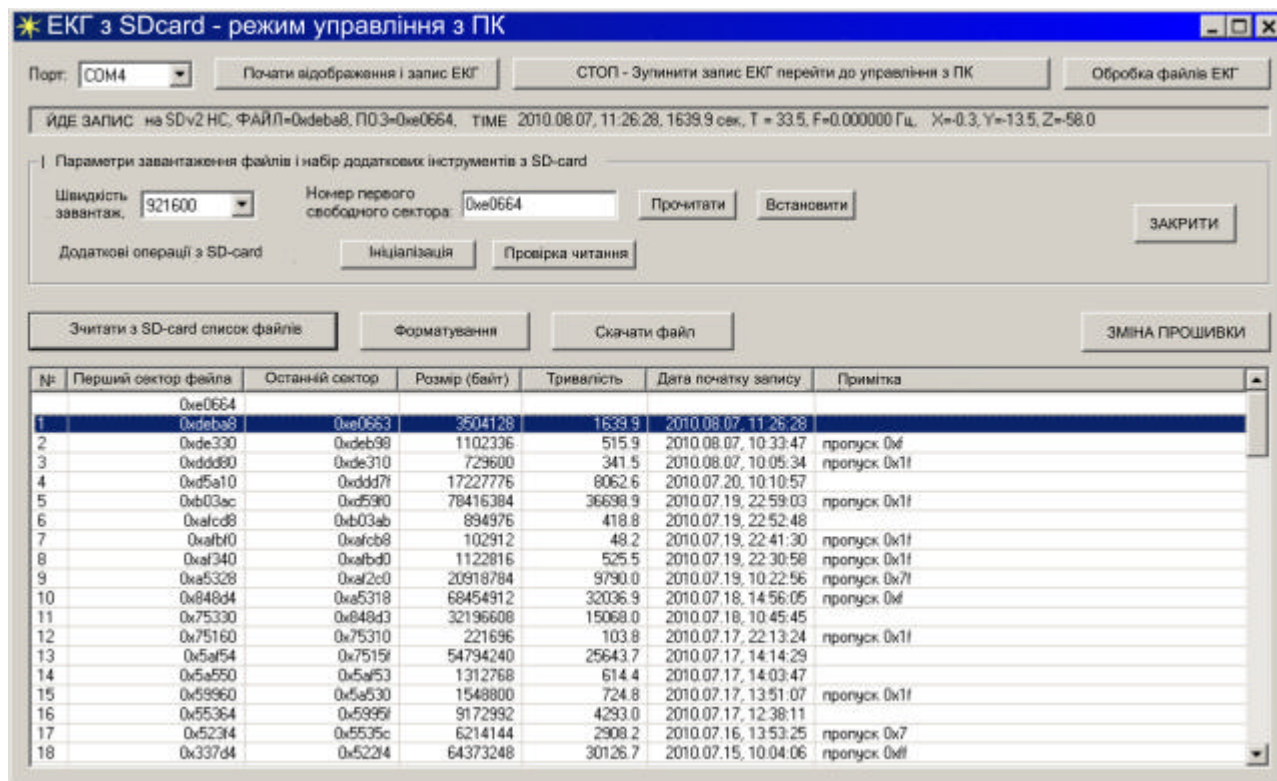 ЕКГ з SDcard - режим управління з ПК
Порт: COM4 Почати відображення і запис ЕКГ СТОП - Зупинити запис ЕКГ перейти до управління з ПК Обробка файлів ЕКГ
ЙДЕ ЗАПИС на SDv2 HC, ФАЙЛ=0xdeba8, ПОЗ=0xe0664, TIME 2010.08.07, 11:26:28, 1639.9 сек, T = 33.5, F=0.000000 Гц, X=-0.3, Y=-13.5, Z=-58.0
Параметри завантаження файлів і набір додаткових інструментів з SD-card
Швидкість завантаж, 921600 Номер первого свободного сектора: 0xe0664 Прочитати Встановити
ЗАКРИТИ
Додаткові операції з SD-card Ініціалізація Провірка читання
Зчитати з SD-card список файлів Форматування Скачати файл ЗМІНА ПРОШИВКИ
№ Перший сектор файла Останній сектор Розмір (байт) Тривалість Дата початку запису Примітка
0xe0664
1 0xdeba8 0xe0663 3504128 1639.9 2010.08.07, 11:26:28
2 0xde330 0xdeb98 1102336 515.9 2010.08.07, 10:33:47 пропуск 0xf
3 0xddd80 0xde310 729600 341.5 2010.08.07, 10:05:34 пропуск 0x1f
4 0xd5a10 0xddd7f 17227776 8062.6 2010.07.20, 10:10:57
5 0xb03ac 0xd59f0 78416384 36698.9 2010.07.19, 22:59:03 пропуск 0x1f
6 0xafcd8 0xb03ab 894976 418.8 2010.07.19, 22:52:48
7 0xafbf0 0xafcb8 102912 48.2 2010.07.19, 22:41:30 пропуск 0x1f
8 0xaf340 0xafbd0 1122816 525.5 2010.07.19, 22:30:58 пропуск 0x1f
9 0xa5328 0xaf2c0 20918784 9790.0 2010.07.19, 10:22:56 пропуск 0x7f
10 0x848d4 0xa5318 68454912 32036.9 2010.07.18, 14:56:05 пропуск 0xf
11 0x75330 0x848d3 32196608 15068.0 2010.07.18, 10:45:45
12 0x75160 0x75310 221696 103.8 2010.07.17, 22:13:24 пропуск 0x1f
13 0x5af54 0x7515f 54794240 25643.7 2010.07.17, 14:14:29
14 0x5a550 0x5af53 1312768 614.4 2010.07.17, 14:03:47
15 0x59960 0x5a530 1548800 724.8 2010.07.17, 13:51:07 пропуск 0x1f
16 0x55364 0x5995f 9172992 4293.0 2010.07.17, 12:38:11
17 0x523f4 0x5535c 6214144 2908.2 2010.07.16, 13:53:25 пропуск 0x7
18 0x337d4 0x522f4 64373248 30126.7 2010.07.15, 10:04:06 пропуск 0xff